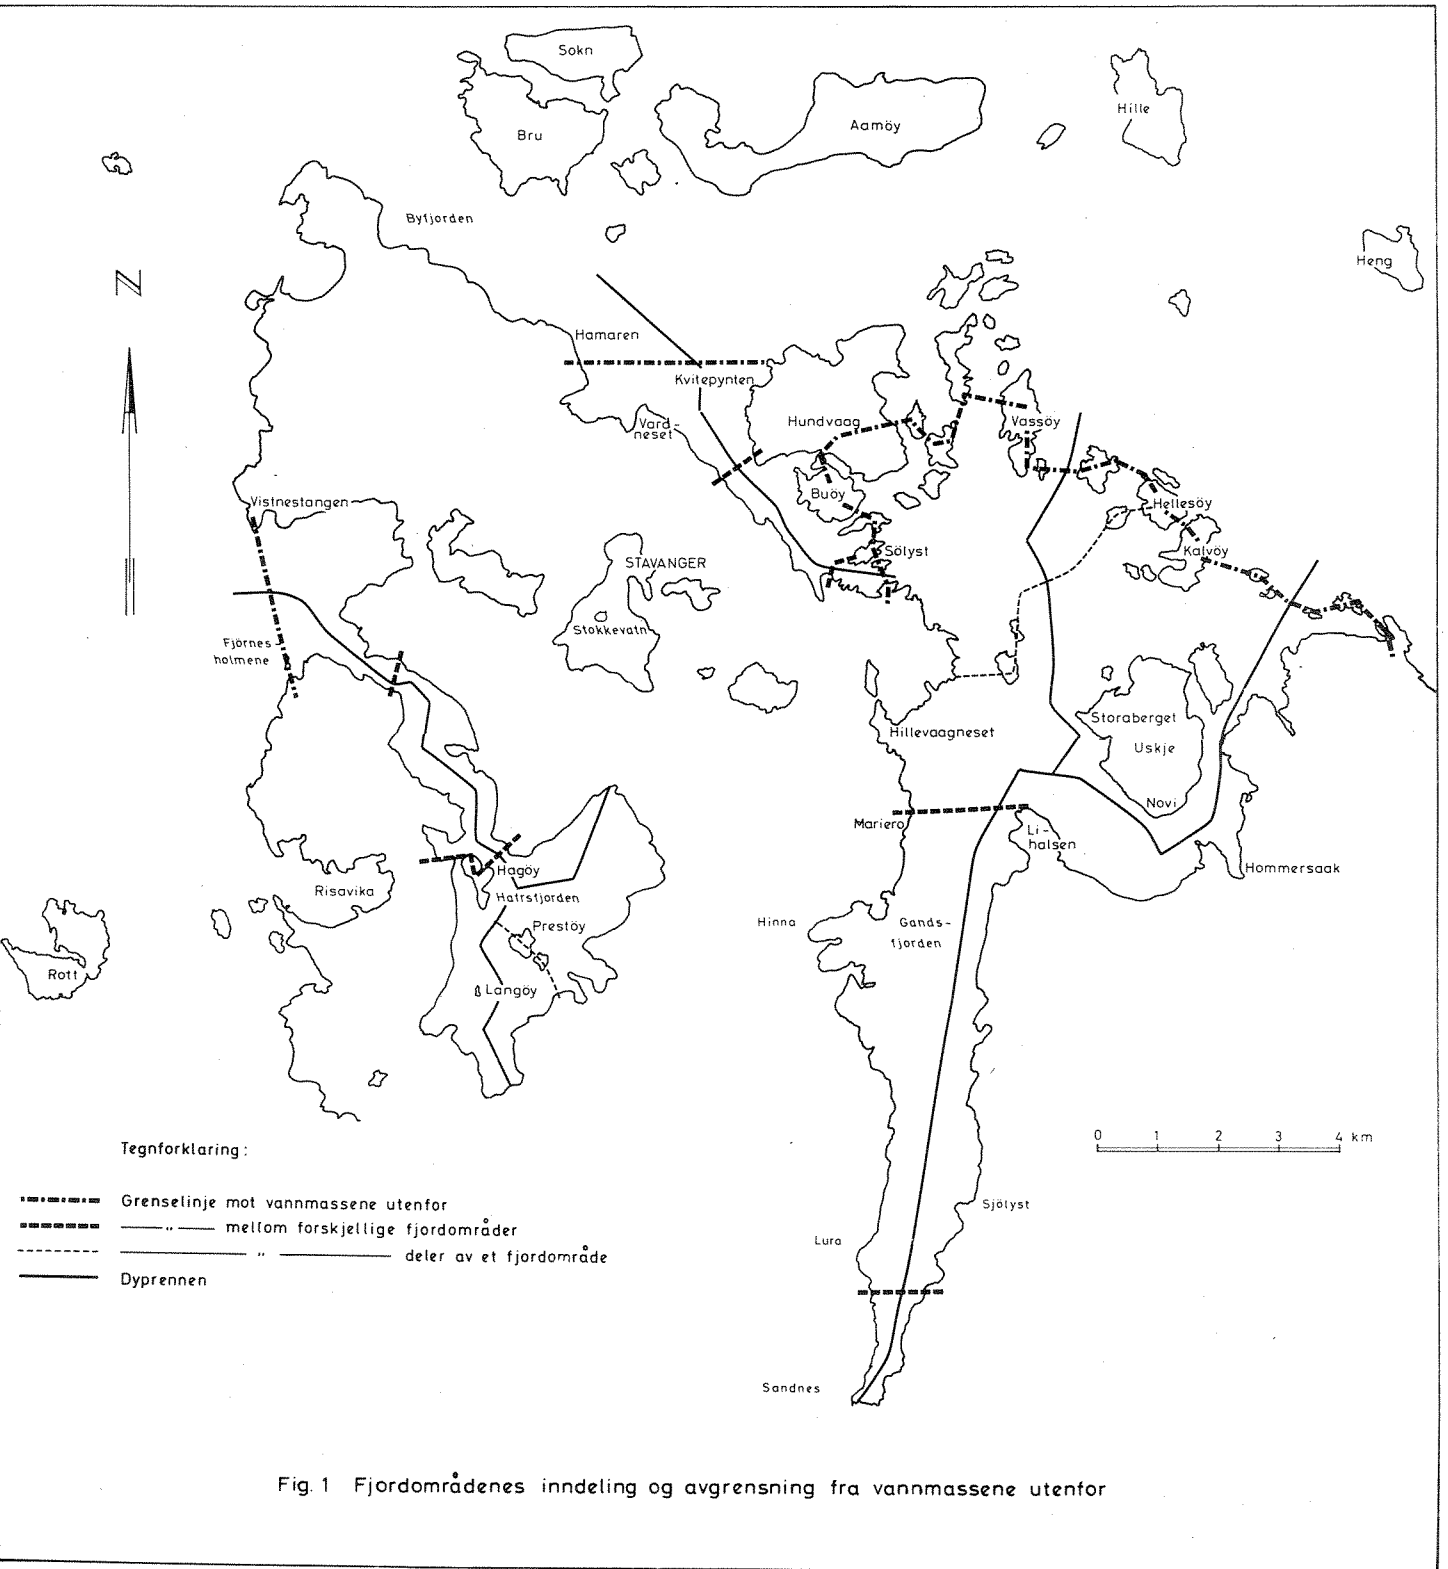 Sokn
Bru
Aamöy
Hille
Byfjorden
Heng
N
Hamaren
Kvitepynten
Vard-
neset
Hundvaag
Vassöy
Vistnestangen
Buöy
Hellesöy
Sölyst
Kalvöy
STAVANGER
Stokkevatn
Fjörnes
holmene
Storaberget
Uskje
Hillevaagneset
Novi
Mariero
Li-
halsen
Hommersaak
Hagöy
Risavika
Hafrsfjorden
Prestöy
Hinna
Gands-
fjorden
Rott
Langöy
0 1 2 3 4 km
Tegnforklaring:
Grenselinje mot vannmassene utenfor
—— " —— mellom forskjellige fjordområder
—— " —— deler av et fjordområde
Dyprennen
Sjölyst
Lura
Sandnes
Fig. 1 Fjordområdenes inndeling og avgrensning fra vannmassene utenfor